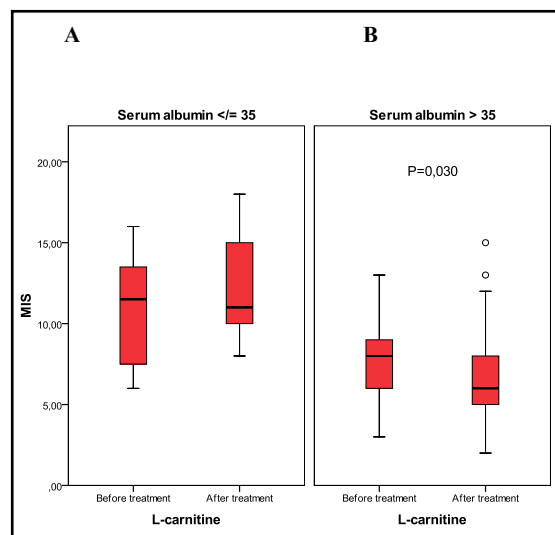 A B
Serum albumin </= 35 Serum albumin > 35
P=0,030
20,00
15,00
10,00
5,00
,00
MIS
Before treatment After treatment Before treatment After treatment
L-carnitine L-carnitine